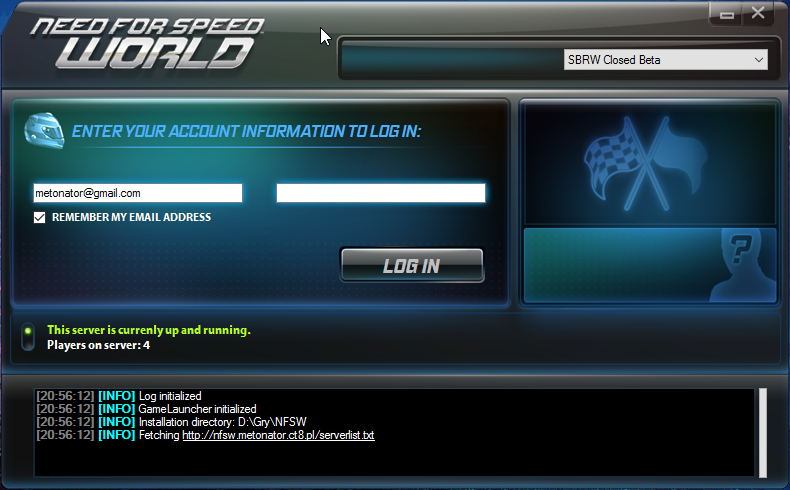 NEED FOR SPEED
WORLD
SBRW Closed Beta
ENTER YOUR ACCOUNT INFORMATION TO LOG IN:
metonator@gmail.com
REMEMBER MY EMAIL ADDRESS
LOG IN
?
This server is currenly up and running.
Players on server: 4
[20:56:12] [INFO] Log initialized
[20:56:12] [INFO] GameLauncher initialized
[20:56:12] [INFO] Installation directory: D:\Gry\NFSW
[20:56:12] [INFO] Fetching http://nfsw.metonator.ct8.pl/serverlist.txt